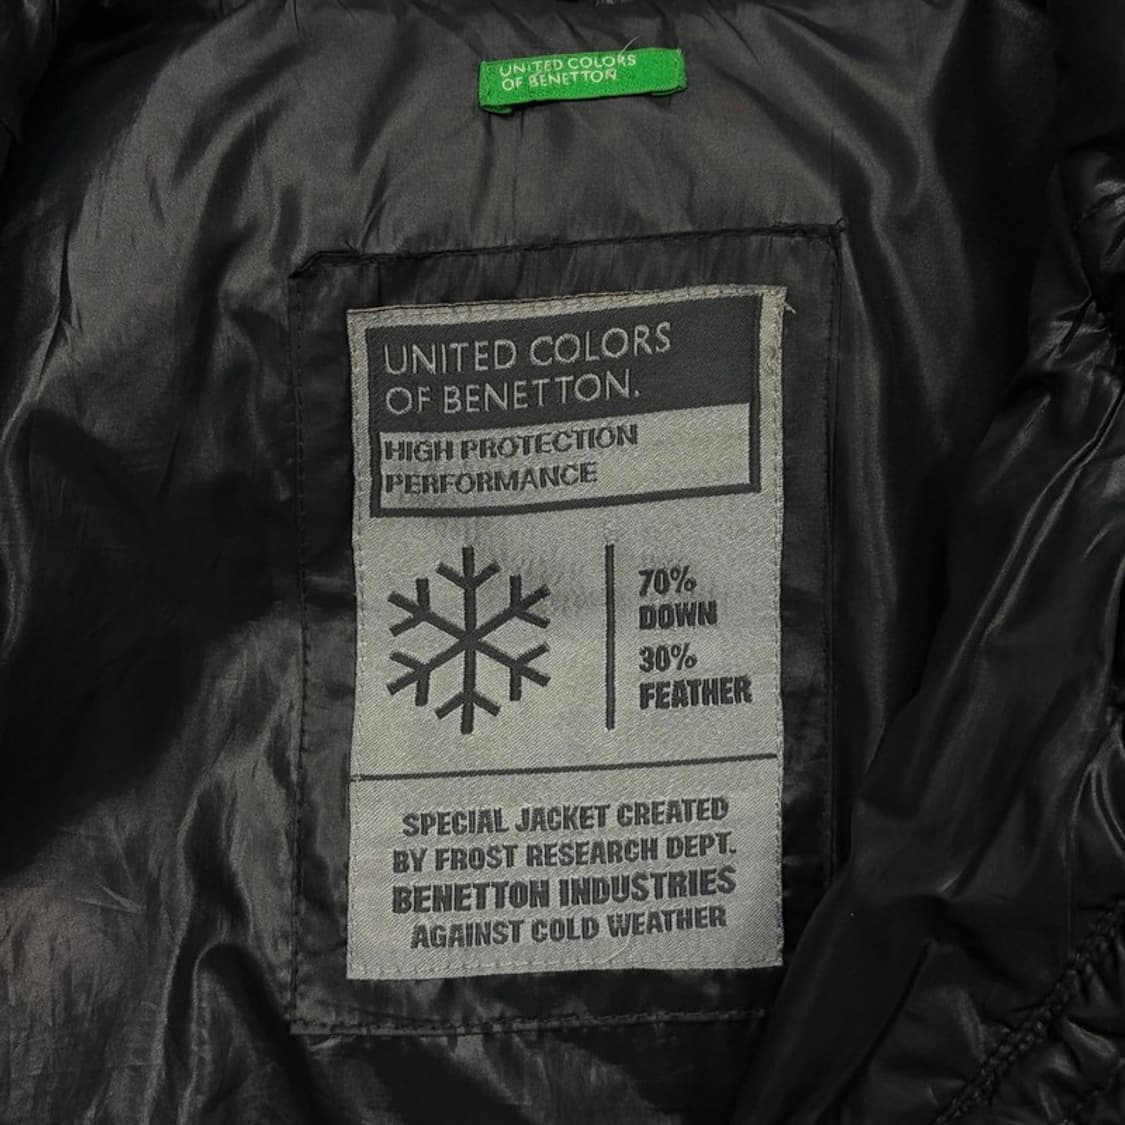 UNITED COLORS
OF BENETTON
UNITED COLORS
OF BENETTON.
HIGH PROTECTION
PERFORMANCE
70%
DOWN
30%
FEATHER
SPECIAL JACKET CREATED
BY FROST RESEARCH DEPT.
BENETTON INDUSTRIES
AGAINST COLD WEATHER